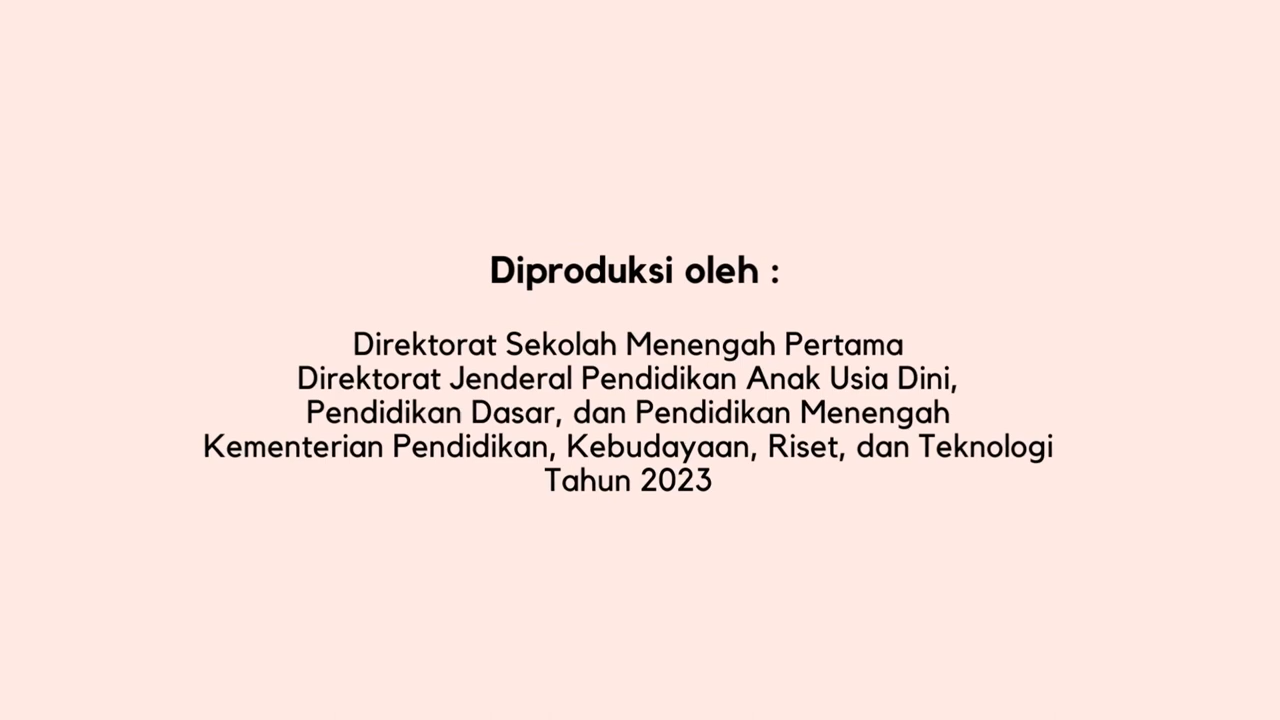 Diproduksi oleh :
Direktorat Sekolah Menengah Pertama
Direktorat Jenderal Pendidikan Anak Usia Dini,
Pendidikan Dasar, dan Pendidikan Menengah
Kementerian Pendidikan, Kebudayaan, Riset, dan Teknologi
Tahun 2023